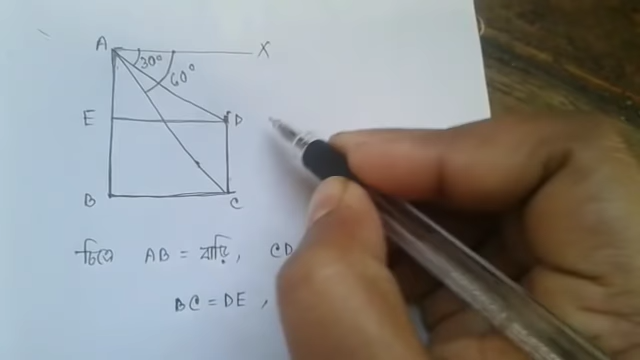 A
X
30°
60°
E
D
B
C
চিত্রে AB = বাড়ি, CD
BC = DE,